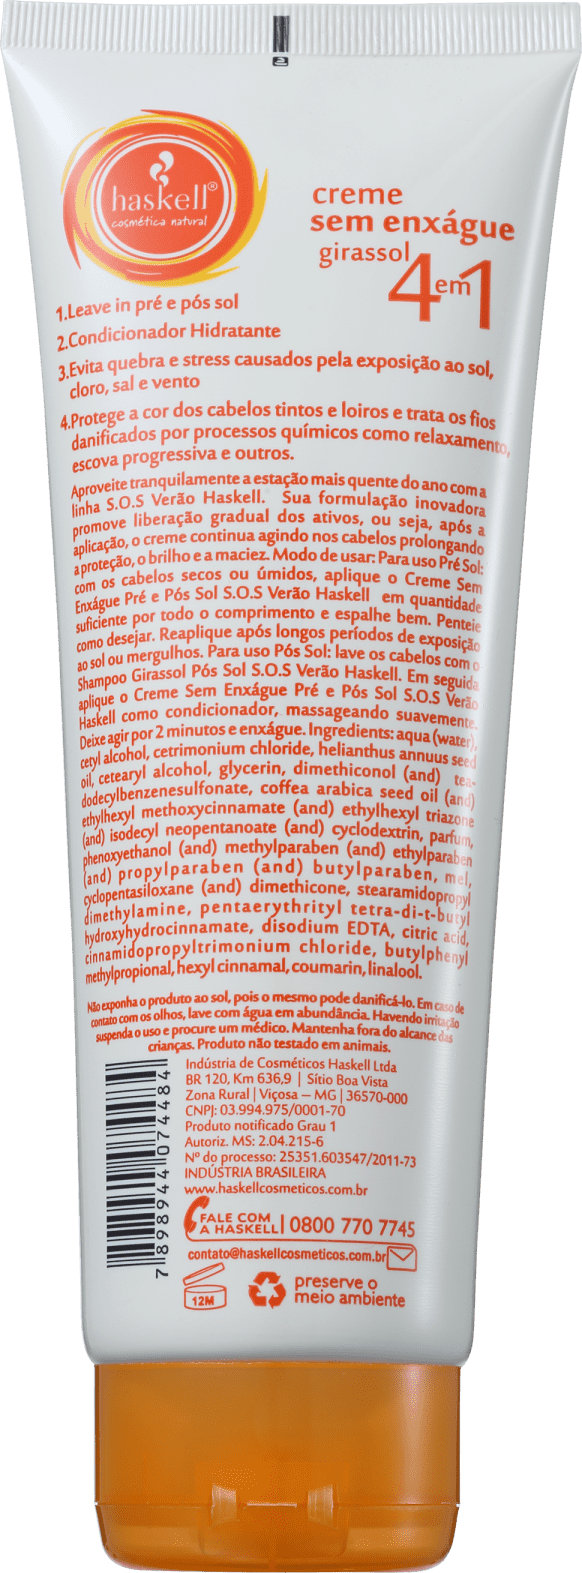 haskell®
cosmética natural
creme
sem enxágue
girassol
4em1
1.Leave in pré e pós sol
2.Condicionador Hidratante
3.Evita quebra e stress causados pela exposição ao sol,
cloro, sal e vento
4.Protege a cor dos cabelos tintos e loiros e trata os fios
danificados por processos químicos como relaxamento,
escova progressiva e outros.
Aproveite tranquilamente a estação mais quente do ano com a
linha S.O.S Verão Haskell. Sua formulação inovadora
promove liberação gradual dos ativos, ou seja, após a
aplicação, o creme continua agindo nos cabelos prolongando
a proteção, o brilho e a maciez. Modo de usar: Para uso Pré Sol:
com os cabelos secos ou úmidos, aplique o Creme Sem
Enxágue Pré e Pós Sol S.O.S Verão Haskell em quantidade
suficiente por todo o comprimento e espalhe bem. Penteie
como desejar. Reaplique após longos períodos de exposição
ao sol ou mergulhos. Para uso Pós Sol: lave os cabelos com o
Shampoo Girassol Pós Sol S.O.S Verão Haskell. Em seguida
aplique o Creme Sem Enxágue Pré e Pós Sol S.O.S Verão
Haskell como condicionador, massageando suavemente.
Deixe agir por 2 minutos e enxágue. Ingredients: aqua (water),
cetyl alcohol, cetrimonium chloride, helianthus annuus seed
oil, cetearyl alcohol, glycerin, dimethiconol (and) tea-
dodecylbenzenesulfonate, coffea arabica seed oil (and)
ethylhexyl methoxycinnamate (and) ethylhexyl triazone
(and) isodecyl neopentanoate (and) cyclodextrin, parfum,
phenoxyethanol (and) methylparaben (and) ethylparaben
(and) propylparaben (and) butylparaben, mel,
cyclopentasiloxane (and) dimethicone, stearamidopropyl
dimethylamine, pentaerythrityl tetra-di-t-butyl
hydroxyhydrocinnamate, disodium EDTA, citric acid,
cinnamidopropyltrimonium chloride, butylphenyl
methylpropional, hexyl cinnamal, coumarin, linalool.
Não exponha o produto ao sol, pois o mesmo pode danificá-lo. Em caso de
contato com os olhos, lave com água em abundância. Havendo irritação
suspenda o uso e procure um médico. Mantenha fora do alcance das
crianças. Produto não testado em animais.
Indústria de Cosméticos Haskell Ltda
BR 120, Km 636,9 | Sítio Boa Vista
Zona Rural | Viçosa – MG | 36570-000
CNPJ: 03.994.975/0001-70
Produto notificado Grau 1
Autoriz. MS: 2.04.215-6
Nº do processo: 25351.603547/2011-73
INDÚSTRIA BRASILEIRA
www.haskellcosmeticos.com.br
7 898944 074484
FALE COM
A HASKELL | 0800 770 7745
contato@haskellcosmeticos.com.br
12M
preserve o
meio ambiente